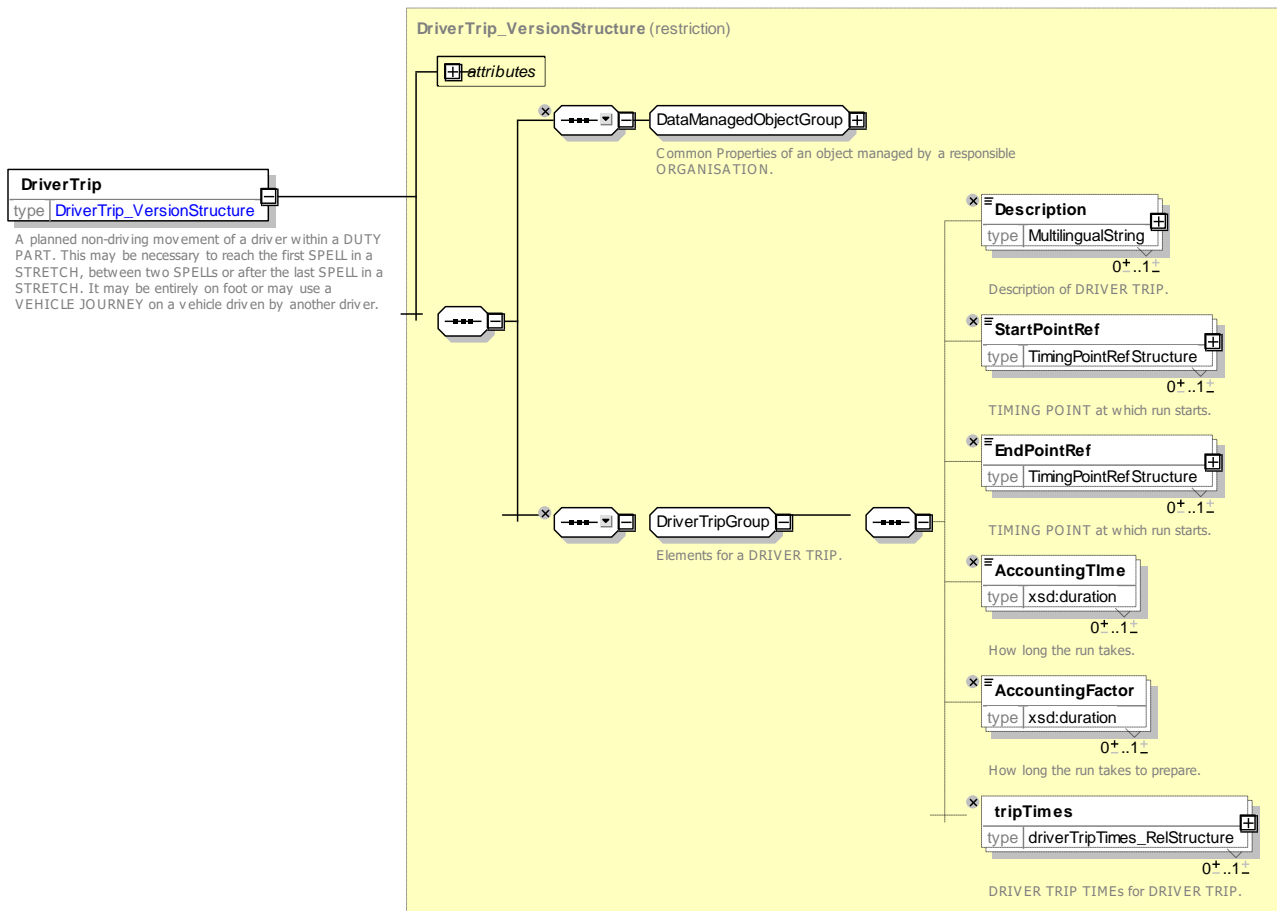 DriverTrip_VersionStructure (restriction)
attributes
DataManagedObjectGroup
Common Properties of an object managed by a responsible
ORGANISATION.
DriverTrip
type DriverTrip_VersionStructure
A planned non-driving movement of a driver within a DUTY
PART. This may be necessary to reach the first SPELL in a
STRETCH, between two SPELLs or after the last SPELL in a
STRETCH. It may be entirely on foot or may use a
VEHICLE JOURNEY on a vehicle driven by another driver.
Description
type MultilingualString
0±..1±
Description of DRIVER TRIP.
StartPointRef
type TimingPointRefStructure
0±..1±
TIMING POINT at which run starts.
EndPointRef
type TimingPointRefStructure
0±..1±
TIMING POINT at which run starts.
DriverTripGroup
Elements for a DRIVER TRIP.
AccountingTIme
type xsd:duration
0±..1±
How long the run takes.
AccountingFactor
type xsd:duration
0±..1±
How long the run takes to prepare.
tripTimes
type driverTripTimes_RelStructure
0±..1±
DRIVER TRIP TIMEs for DRIVER TRIP.